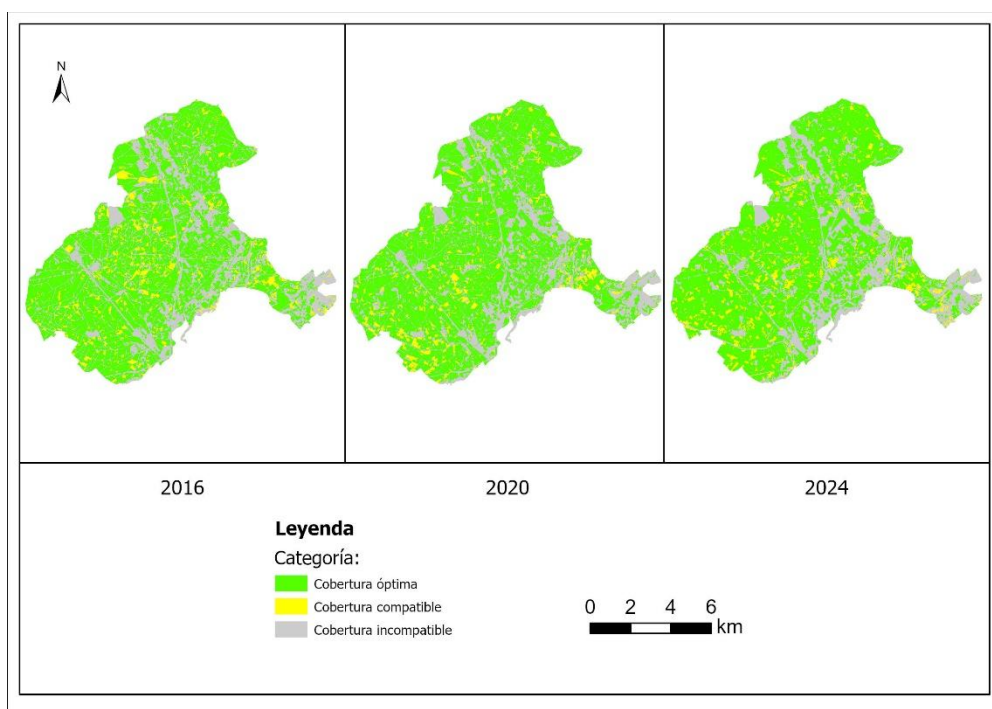 N
2016
2020
2024
Leyenda
Categoría:
Cobertura óptima
Cobertura compatible
Cobertura incompatible
0 2 4 6
km